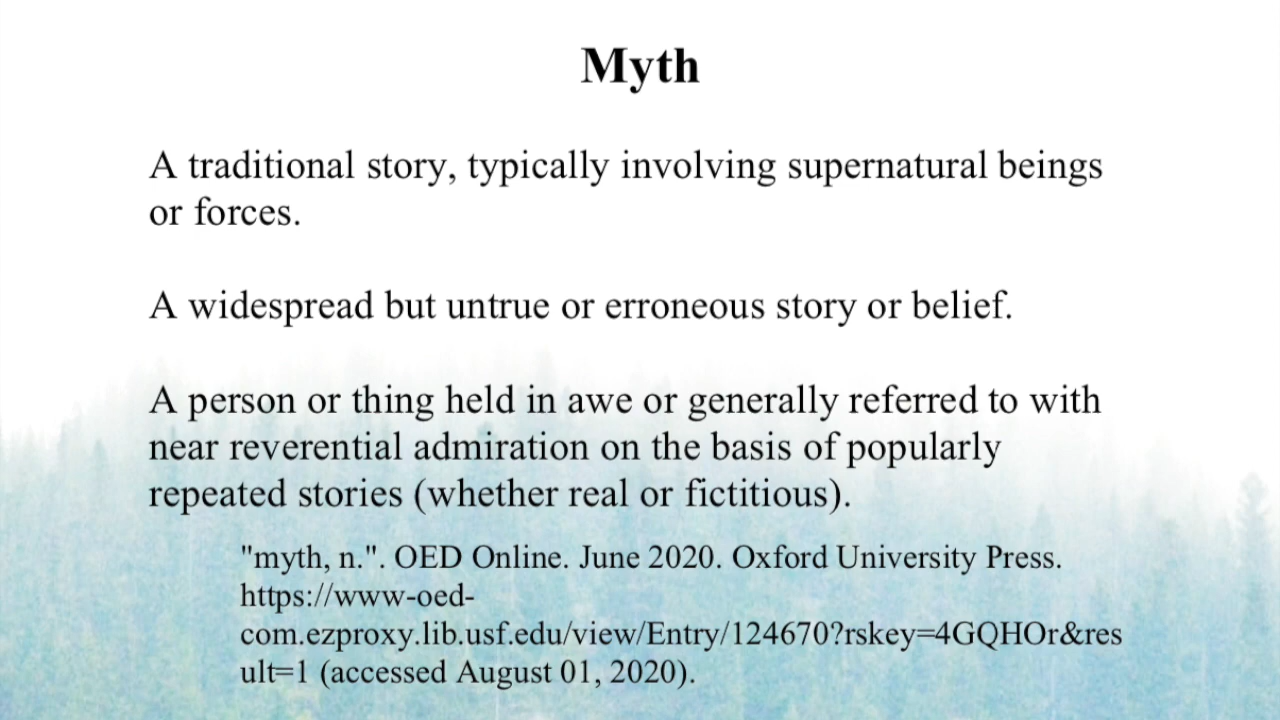 Myth
A traditional story, typically involving supernatural beings
or forces.
A widespread but untrue or erroneous story or belief.
A person or thing held in awe or generally referred to with
near reverential admiration on the basis of popularly
repeated stories (whether real or fictitious).
"myth, n.". OED Online. June 2020. Oxford University Press.
https://www-oed-
com.ezproxy.lib.usf.edu/view/Entry/124670?rskey=4GQHOr&res
ult=1 (accessed August 01, 2020).